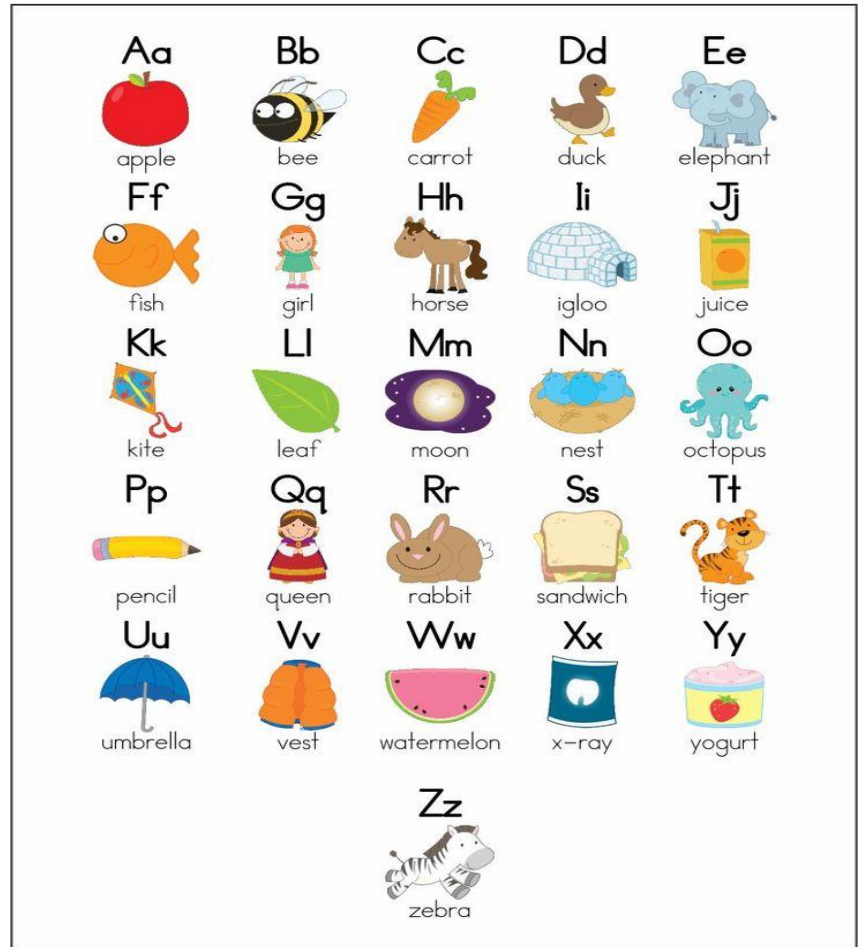 Aa Bb Cc Dd Ee
apple bee carrot duck elephant
Ff Gg Hh Ii Jj
fish girl horse igloo juice
Kk Ll Mm Nn Oo
kite leaf moon nest octopus
Pp Qq Rr Ss Tt
pencil queen rabbit sandwich tiger
Uu Vv Ww Xx Yy
umbrella vest watermelon x-ray yogurt
Zz
zebra